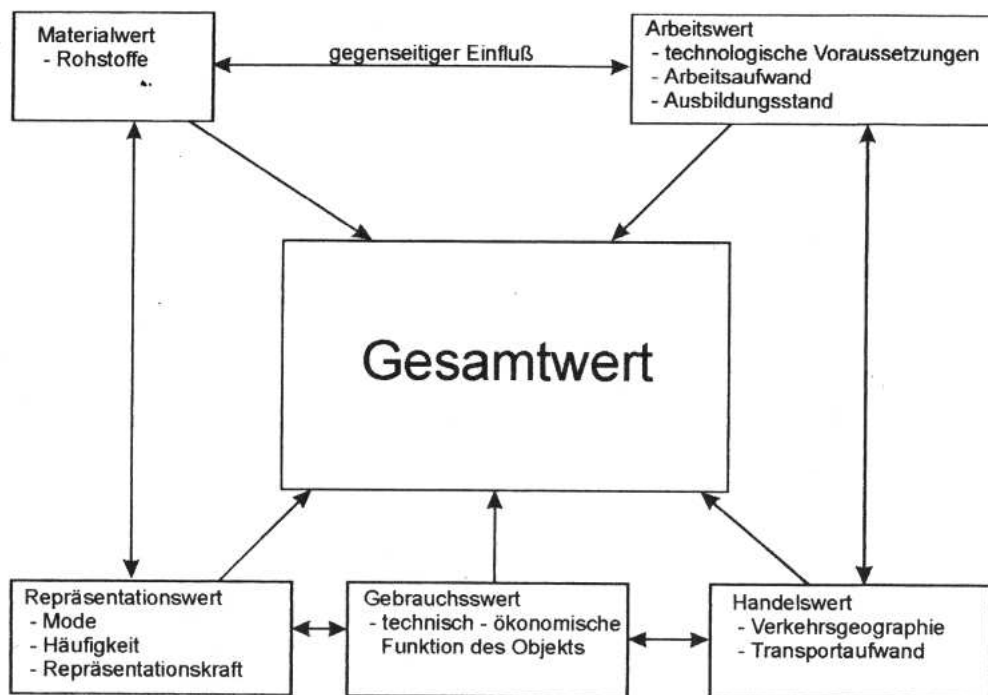 Materialwert
- Rohstoffe
gegenseitiger Einfluß
Arbeitswert
- technologische Voraussetzungen
- Arbeitsaufwand
- Ausbildungsstand
Gesamtwert
Repräsentationswert
- Mode
- Häufigkeit
- Repräsentationskraft
Gebrauchsswert
- technisch - ökonomische
Funktion des Objekts
Handelswert
- Verkehrsgeographie
- Transportaufwand